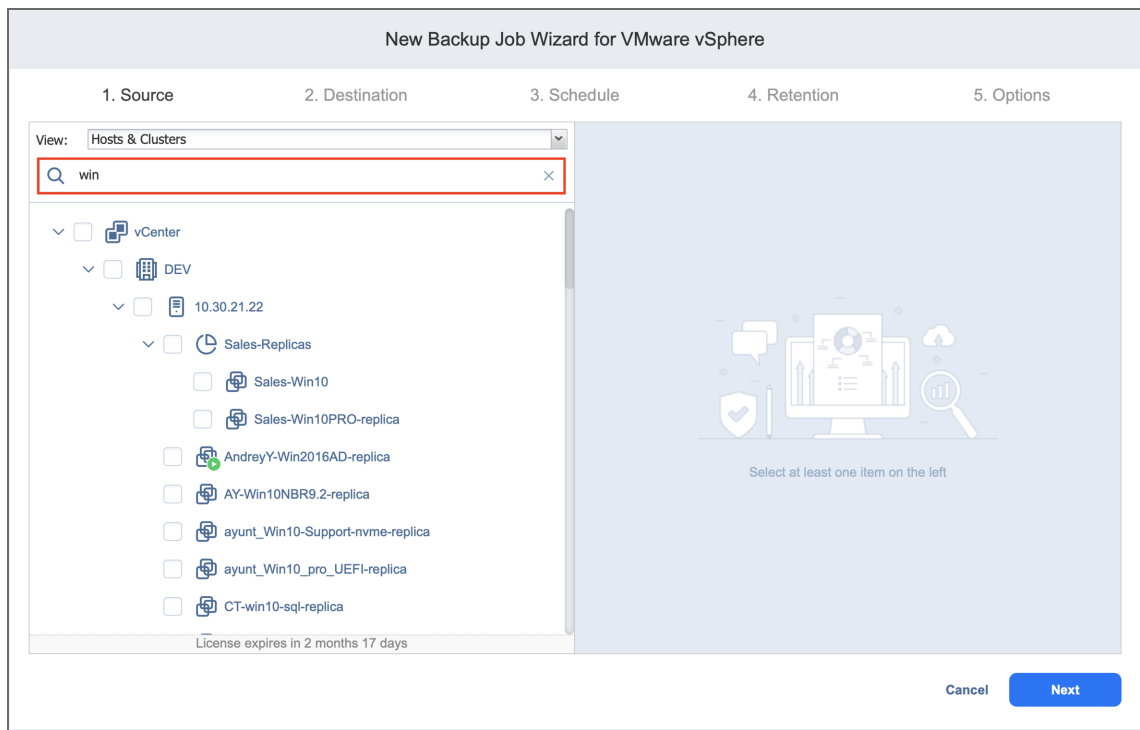 New Backup Job Wizard for VMware vSphere
1. Source
2. Destination
3. Schedule
4. Retention
5. Options
View:
Hosts & Clusters
win
vCenter
DEV
10.30.21.22
Sales-Replicas
Sales-Win10
Sales-Win10PRO-replica
AndreyY-Win2016AD-replica
AY-Win10NBR9.2-replica
ayunt_Win10-Support-nvme-replica
ayunt_Win10_pro_UEFI-replica
CT-win10-sql-replica
License expires in 2 months 17 days
Select at least one item on the left
Cancel
Next